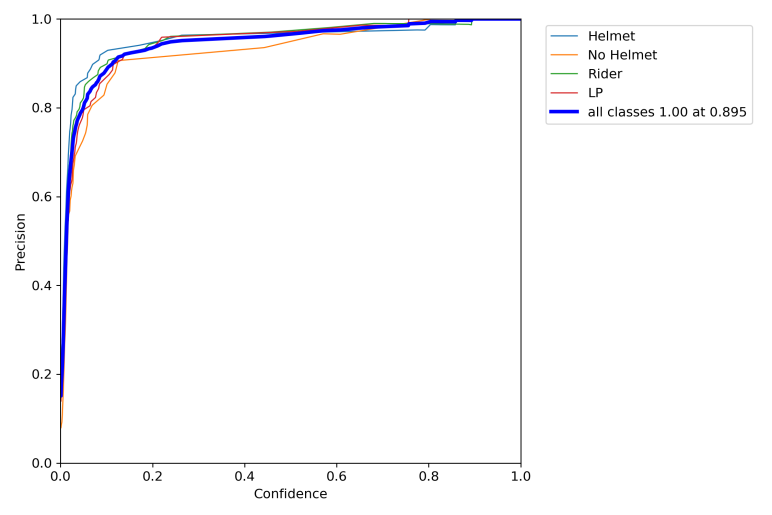 1.0
0.8
0.6
0.4
0.2
0.0
Precision
0.0 0.2 0.4 0.6 0.8 1.0
Confidence
Helmet
No Helmet
Rider
LP
all classes 1.00 at 0.895